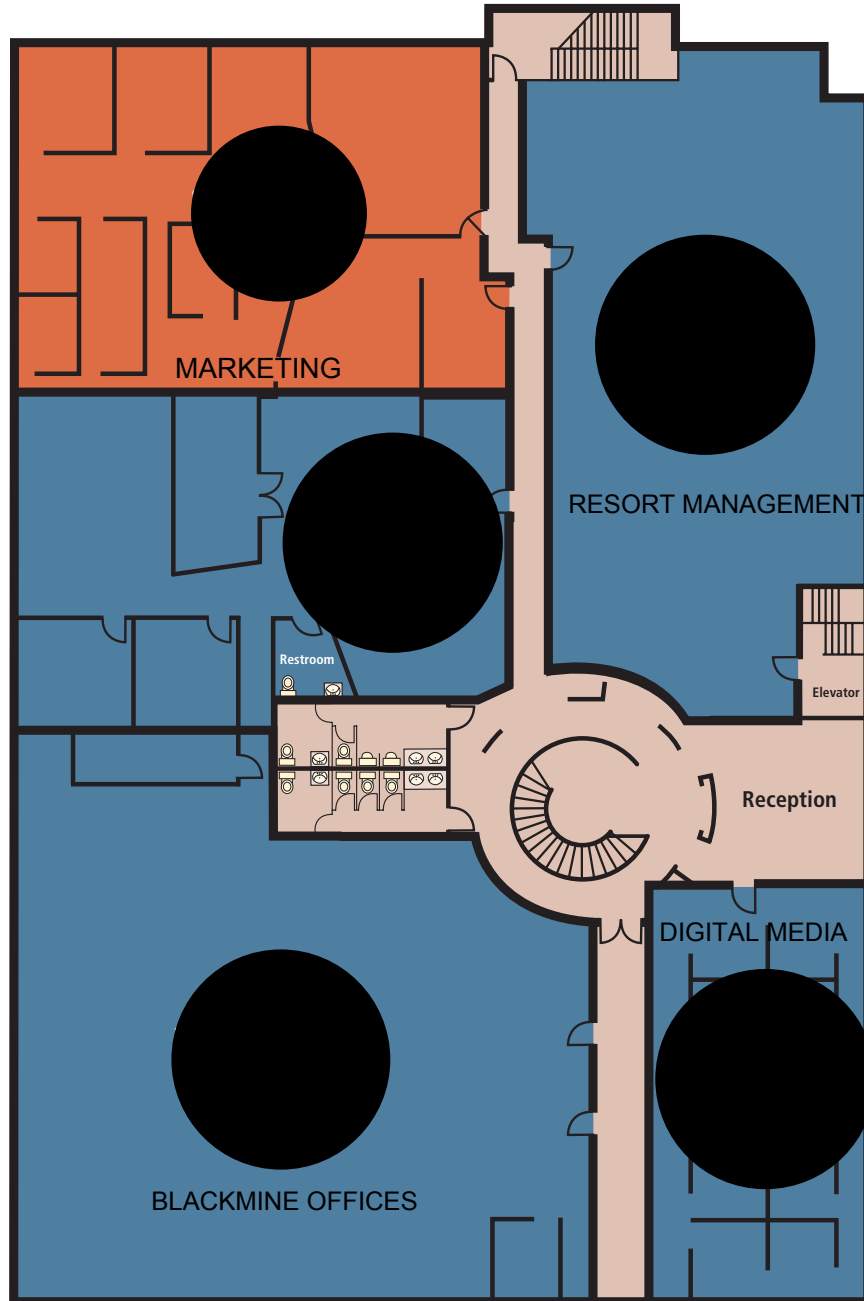 MARKETING
RESORT MANAGEMENT
Restroom
Elevator
Reception
DIGITAL MEDIA
BLACKMINE OFFICES